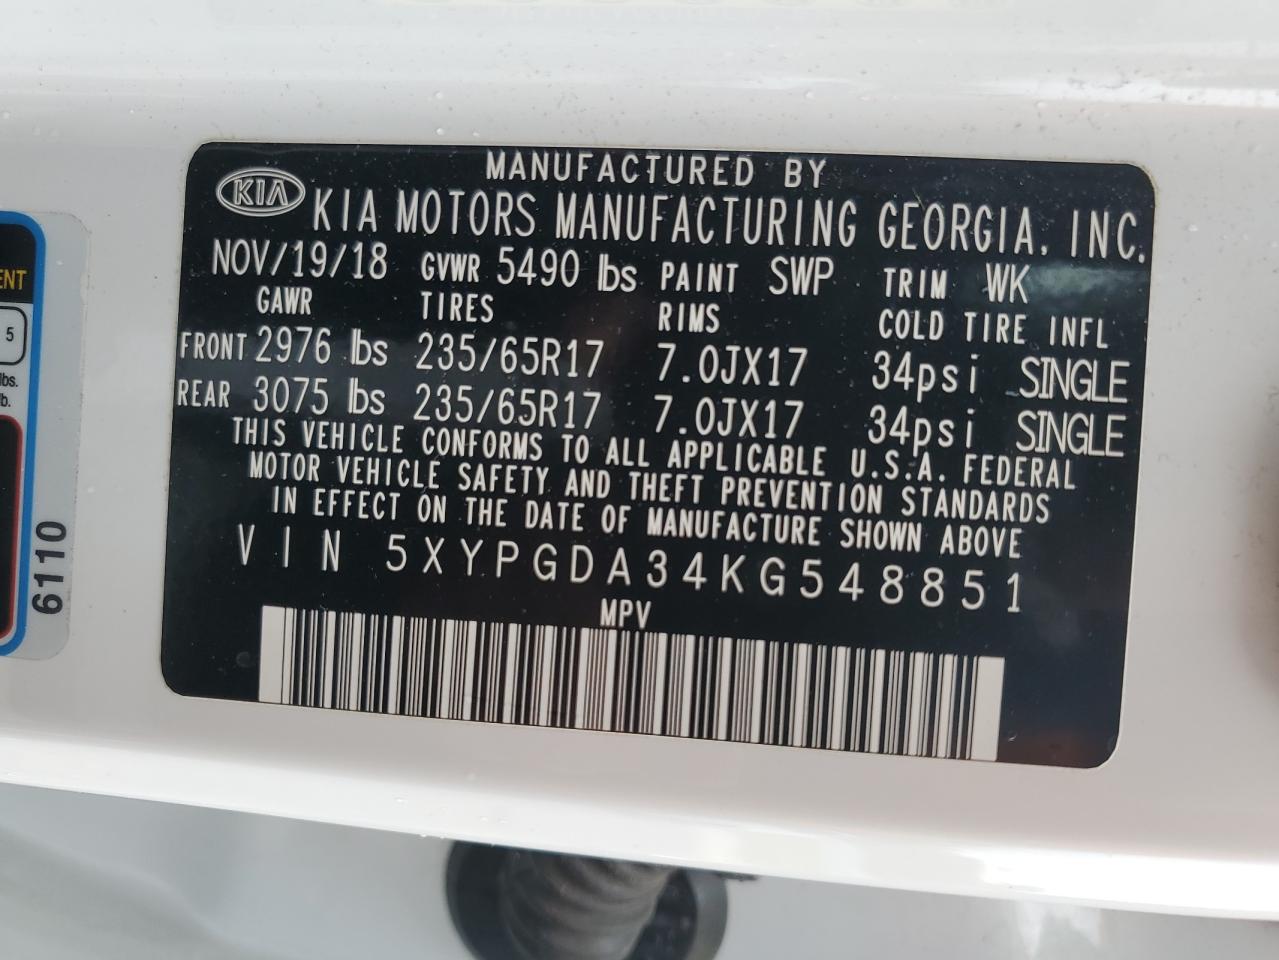 MANUFACTURED BY
KIA KIA MOTORS MANUFACTURING GEORGIA, INC.
NOV/19/18 GVWR 5490 lbs PAINT SWP TRIM WK
GAWR TIRES RIMS COLD TIRE INFL
FRONT 2976 lbs 235/65R17 7.0JX17 34psi SINGLE
REAR 3075 lbs 235/65R17 7.0JX17 34psi SINGLE
THIS VEHICLE CONFORMS TO ALL APPLICABLE U.S.A. FEDERAL
MOTOR VEHICLE SAFETY AND THEFT PREVENTION STANDARDS
IN EFFECT ON THE DATE OF MANUFACTURE SHOWN ABOVE
VIN 5XYPGDA34KG548851
MPV
ENT
5
lbs.
b.
6110